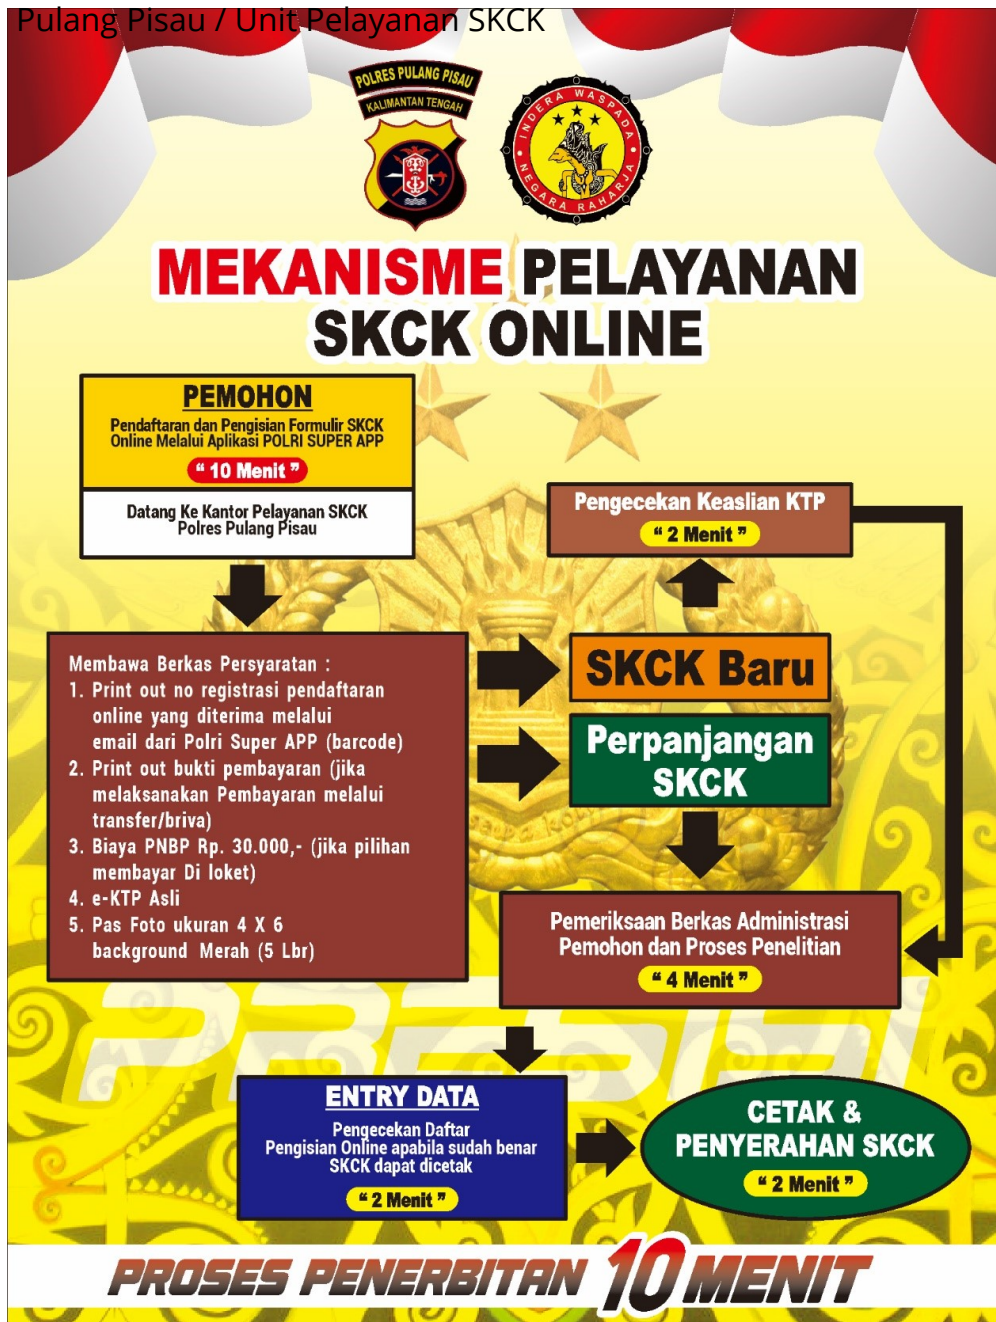 Pulang Pisau / Unit Pelayanan SKCK
POLRES PULANG PISAU
KALIMANTAN TENGAH
INDERA WASPADA
NEGARA RAHARJA
MEKANISME PELAYANAN
SKCK ONLINE
PEMOHON
Pendaftaran dan Pengisian Formulir SKCK
Online Melalui Aplikasi POLRI SUPER APP
“ 10 Menit ”
Datang Ke Kantor Pelayanan SKCK
Polres Pulang Pisau
Pengecekan Keaslian KTP
“ 2 Menit ”
Membawa Berkas Persyaratan :
1. Print out no registrasi pendaftaran
online yang diterima melalui
email dari Polri Super APP (barcode)
2. Print out bukti pembayaran (jika
melaksanakan Pembayaran melalui
transfer/briva)
3. Biaya PNBP Rp. 30.000,- (jika pilihan
membayar Di loket)
4. e-KTP Asli
5. Pas Foto ukuran 4 X 6
background Merah (5 Lbr)
SKCK Baru
Perpanjangan
SKCK
Pemeriksaan Berkas Administrasi
Pemohon dan Proses Penelitian
“ 4 Menit ”
PRESISI
ENTRY DATA
Pengecekan Daftar
Pengisian Online apabila sudah benar
SKCK dapat dicetak
“ 2 Menit ”
CETAK &
PENYERAHAN SKCK
“ 2 Menit ”
PROSES PENERBITAN 10 MENIT